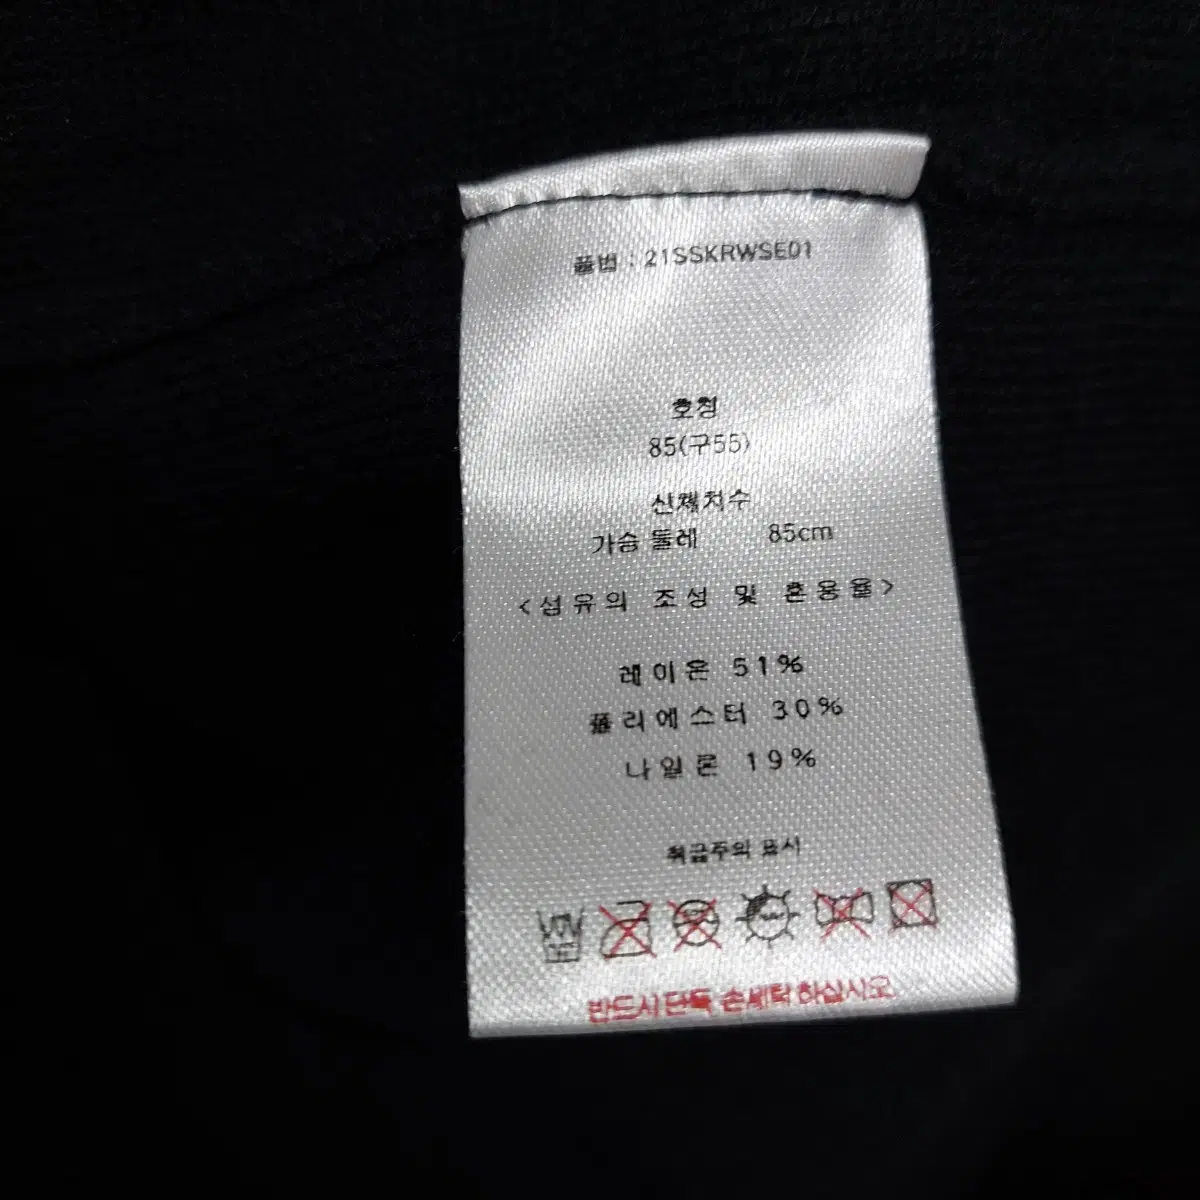 품번 : 21SSKRWSE01
호칭
85(구55)
신체치수
가슴 둘레 85cm
<섬유의 조성 및 혼용율>
레이온 51%
폴리에스터 30%
나일론 19%
취급주의 표시
반드시 단독 손세탁 하십시오